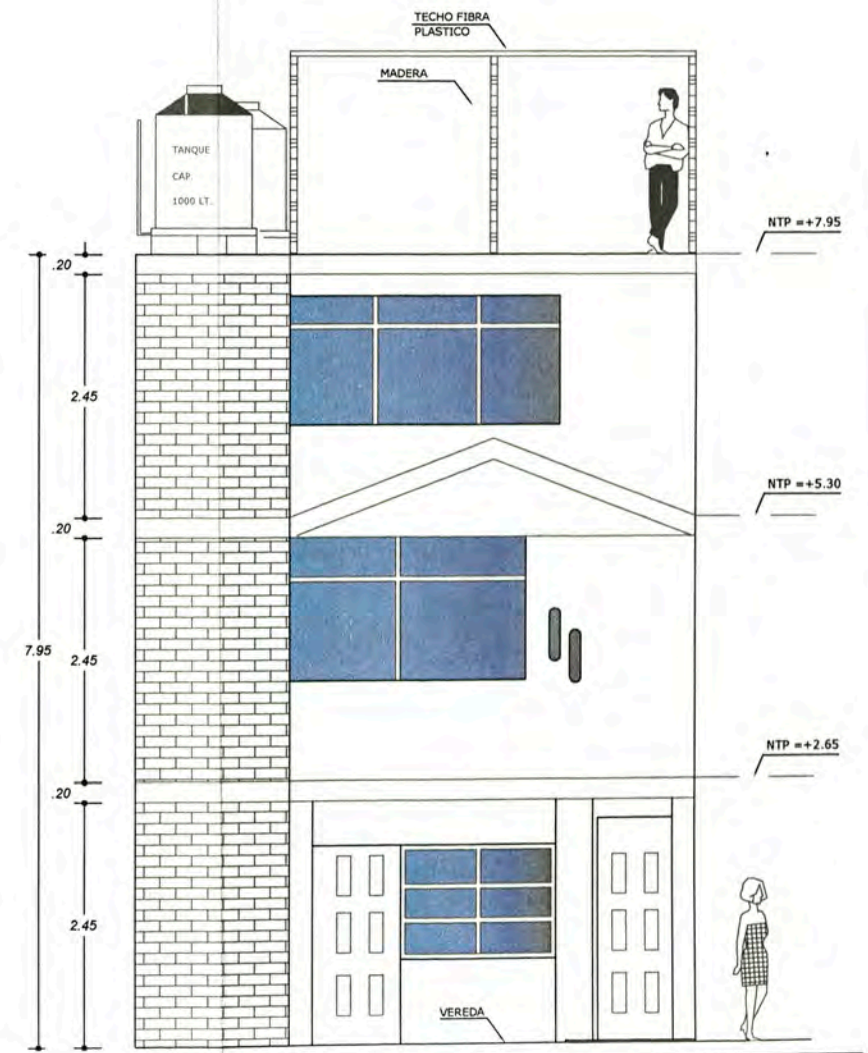 TECHO FIBRA
PLASTICO
MADERA
TANQUE
CAP.
1000 LT.
NTP =+7.95
.20
2.45
NTP =+5.30
.20
7.95
2.45
NTP =+2.65
.20
2.45
VEREDA